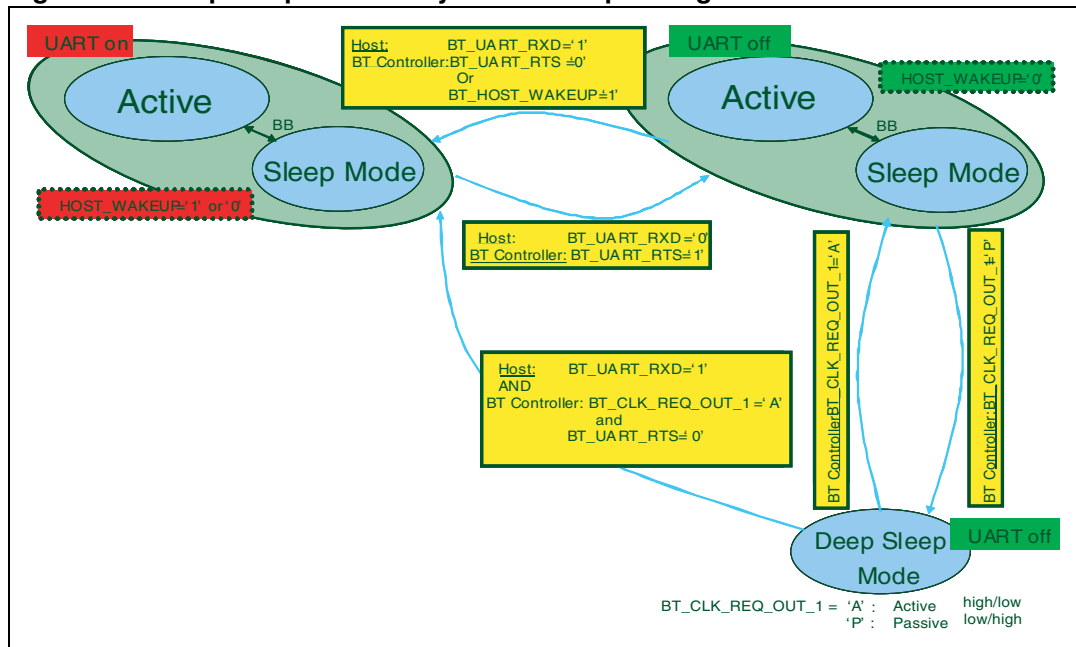 UART on
Active
BB
Sleep Mode
HOST_WAKEUP=‘1’ or ‘0’
Host: BT_UART_RXD=‘1’
BT Controller:BT_UART_RTS =‘0’
Or
BT_HOST_WAKEUP=‘1’
UART off
HOST_WAKEUP=‘0’
Active
BB
Sleep Mode
Host: BT_UART_RXD=‘0’
BT Controller: BT_UART_RTS=‘1’
Host: BT_UART_RXD=‘1’
AND
BT Controller: BT_CLK_REQ_OUT_1 =‘A’
and
BT_UART_RTS=‘0’
BT ControllerBT_CLK_REQ_OUT_1=‘A’
BT Controller:BT_CLK_REQ_OUT_1=‘P’
Deep Sleep
Mode
UART off
BT_CLK_REQ_OUT_1 = ‘A’ : Active high/low
‘P’ : Passive low/high